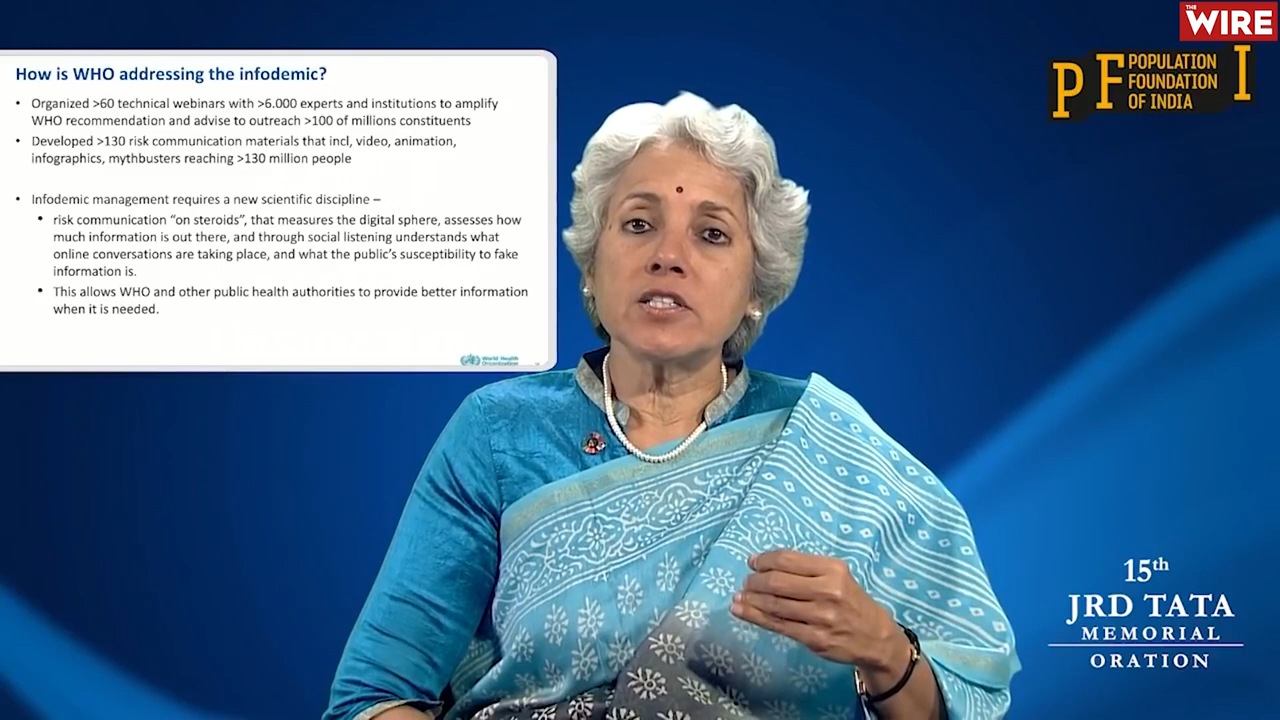 THE
WIRE
P F I
POPULATION
FOUNDATION
OF INDIA
How is WHO addressing the infodemic?
• Organized >60 technical webinars with >6.000 experts and institutions to amplify
WHO recommendation and advise to outreach >100 of millions constituents
• Developed >130 risk communication materials that incl, video, animation,
infographics, mythbusters reaching >130 million people
• Infodemic management requires a new scientific discipline –
• risk communication “on steroids”, that measures the digital sphere, assesses how
much information is out there, and through social listening understands what
online conversations are taking place, and what the public’s susceptibility to fake
information is.
• This allows WHO and other public health authorities to provide better information
when it is needed.
World Health
Organization
15th
JRD TATA
MEMORIAL
ORATION